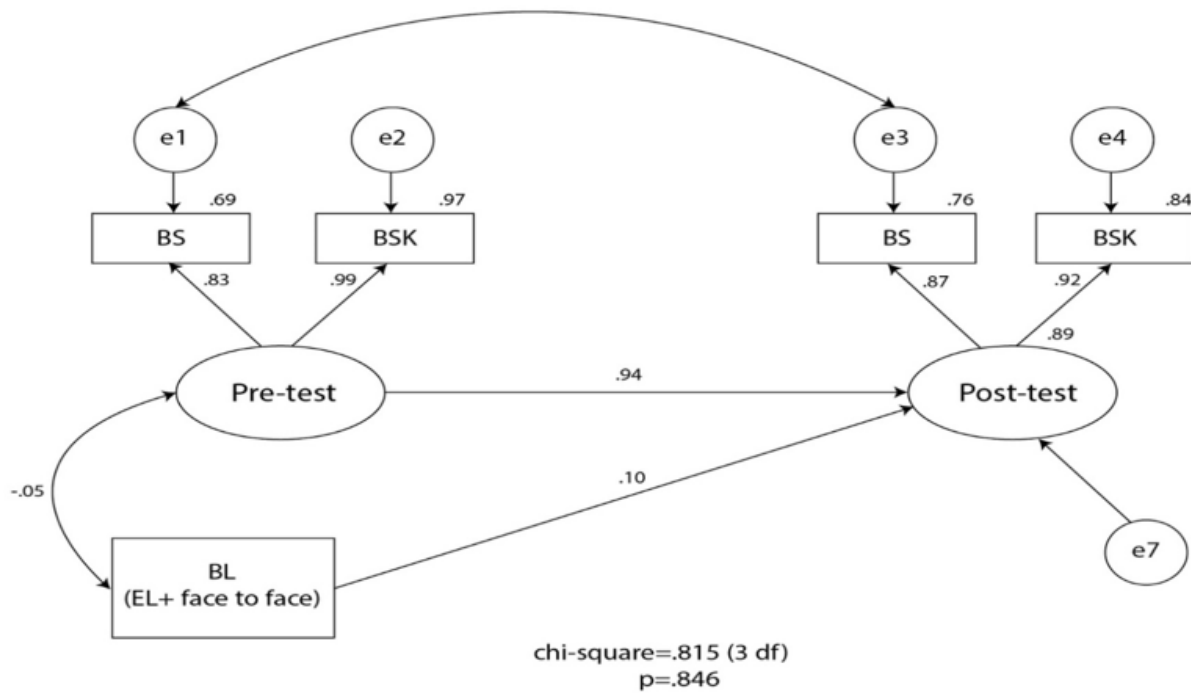 e1
e2
e3
e4
.69
.97
.76
.84
BS
BSK
BS
BSK
.83
.99
.87
.92
.89
Pre-test
.94
Post-test
-.05
.10
e7
BL
(EL+ face to face)
chi-square=.815 (3 df)
p=.846